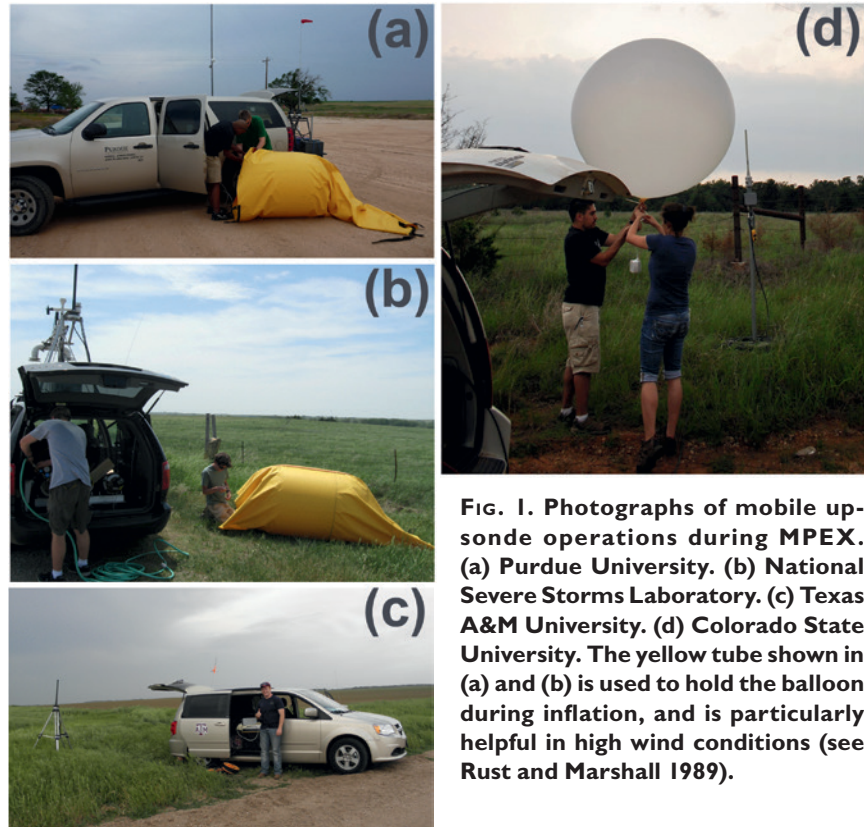 (a)
PURDUE
(d)
(b)
(c)
FIG. 1. Photographs of mobile up-
sonde operations during MPEX.
(a) Purdue University. (b) National
Severe Storms Laboratory. (c) Texas
A&M University. (d) Colorado State
University. The yellow tube shown in
(a) and (b) is used to hold the balloon
during inflation, and is particularly
helpful in high wind conditions (see
Rust and Marshall 1989).